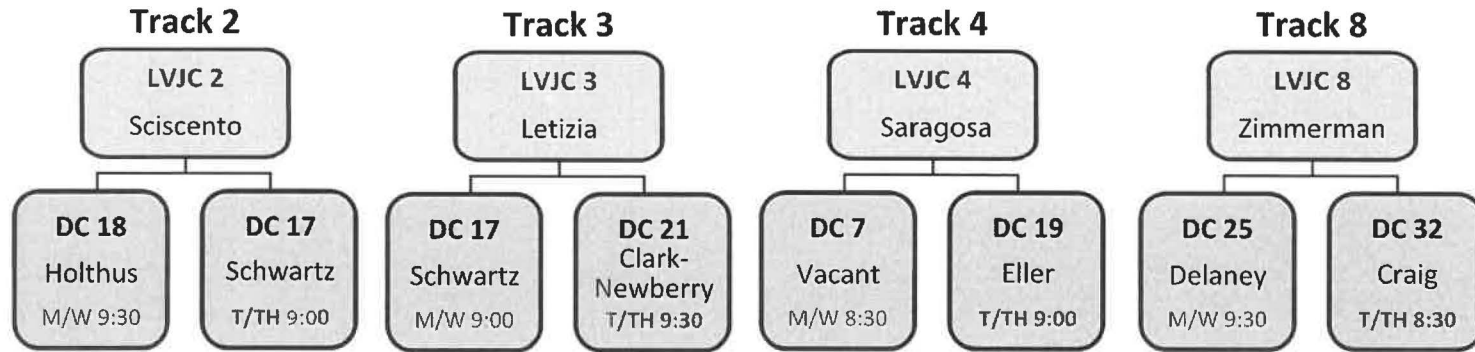 Track 2
LVJC 2
Sciscento
DC 18
Holthus
M/W 9:30
DC 17
Schwartz
T/TH 9:00
Track 3
LVJC 3
Letizia
DC 17
Schwartz
M/W 9:00
DC 21
Clark-
Newberry
T/TH 9:30
Track 4
LVJC 4
Saragosa
DC 7
Vacant
M/W 8:30
DC 19
Eller
T/TH 9:00
Track 8
LVJC 8
Zimmerman
DC 25
Delaney
M/W 9:30
DC 32
Craig
T/TH 8:30